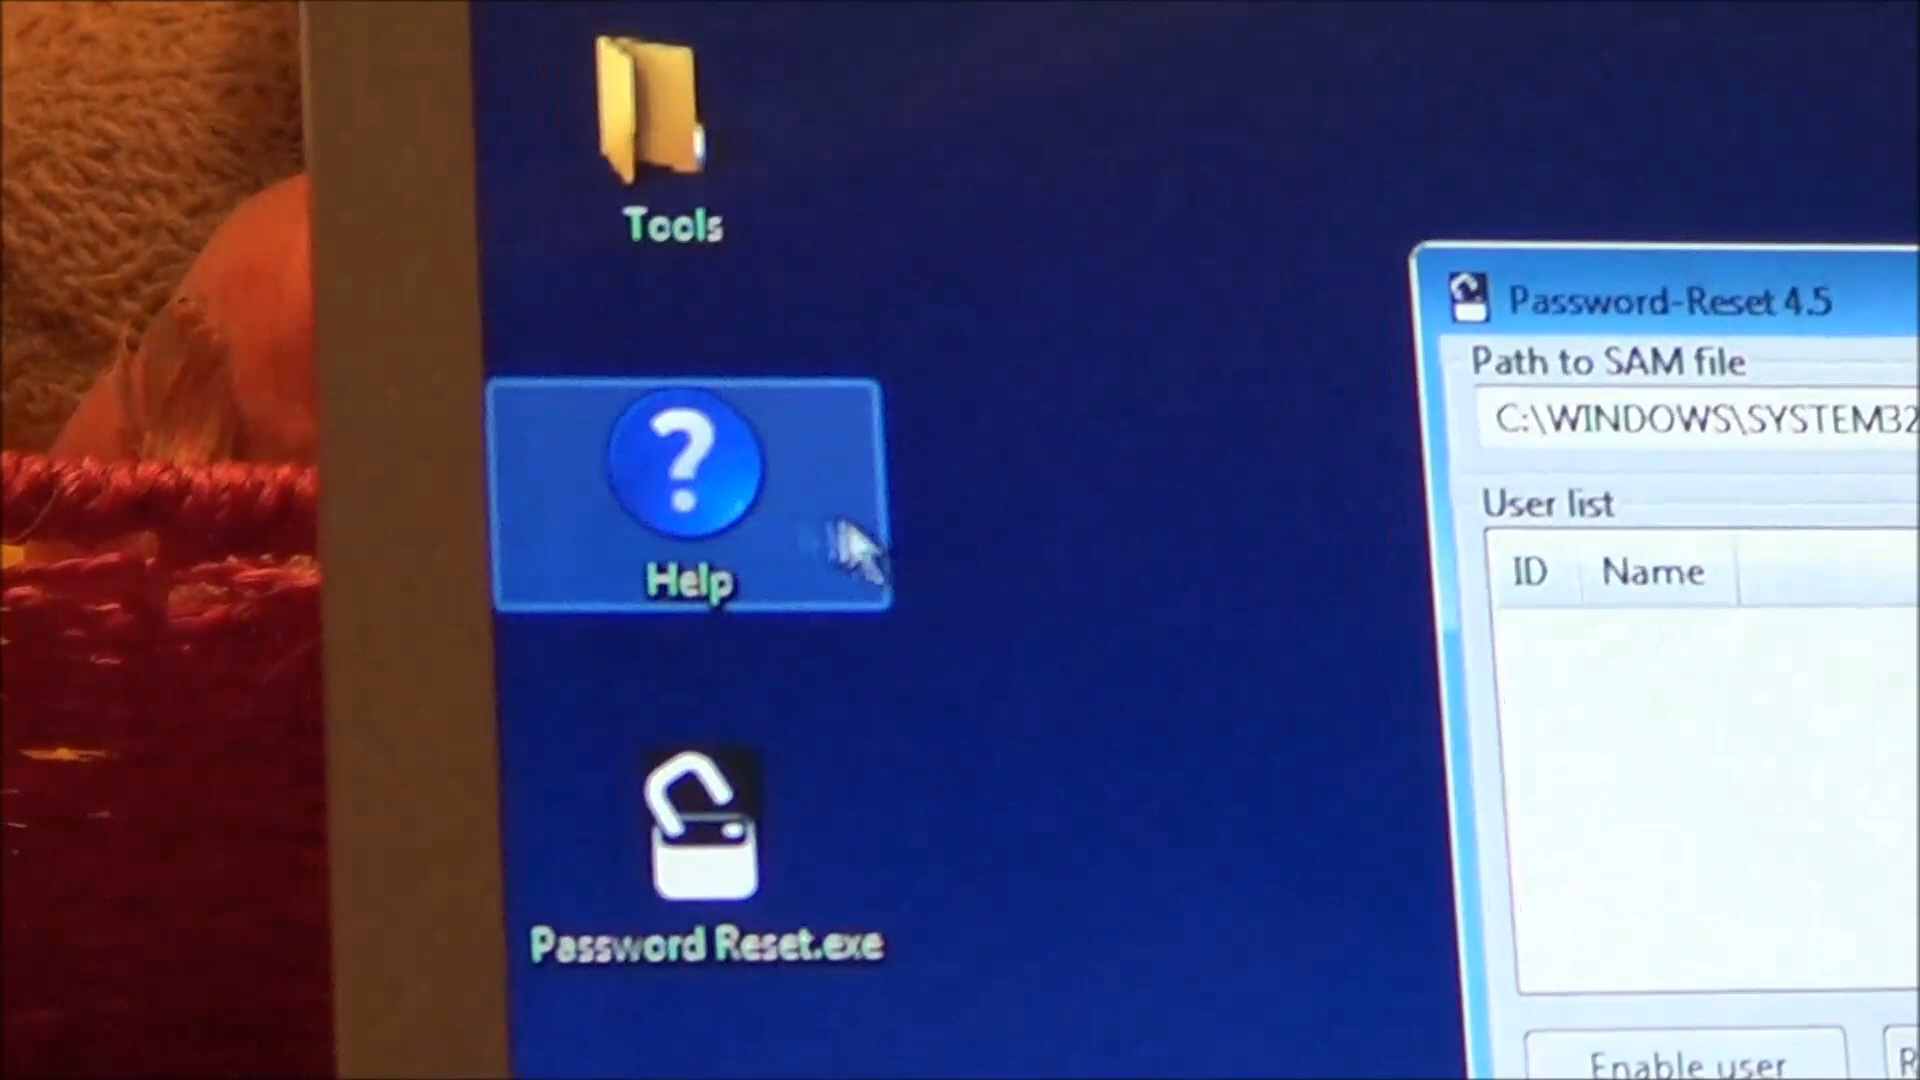 Tools
Help
Password Reset.exe
Password-Reset 4.5
Path to SAM file
C:\WINDOWS\SYSTEM32
User list
ID Name
Enable user
R